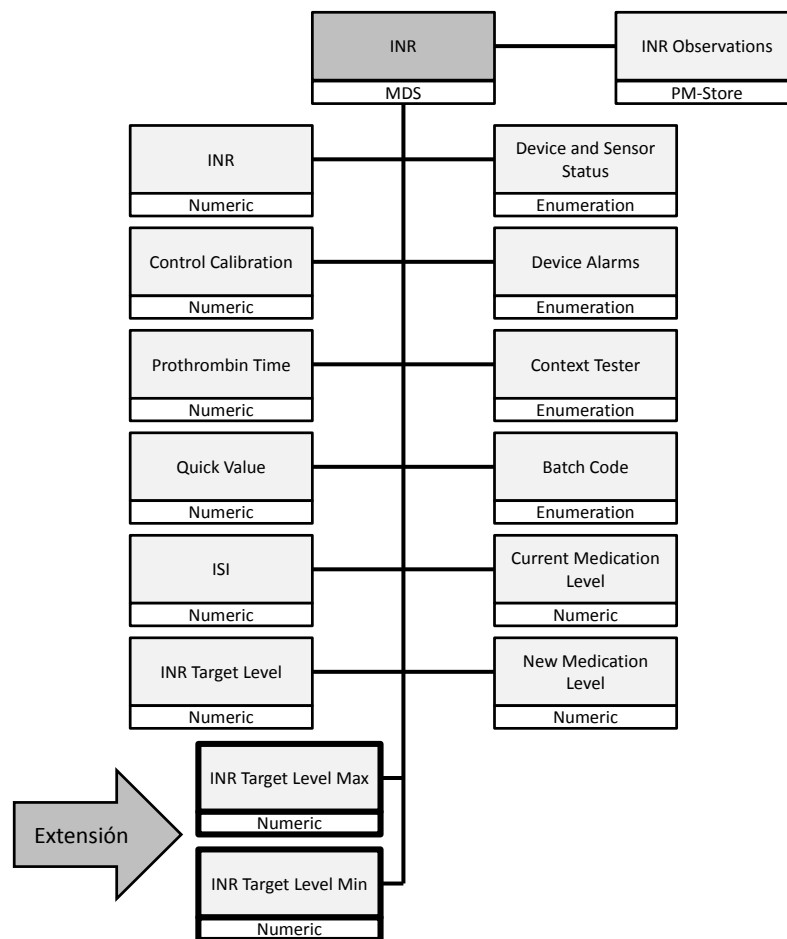 INR
MDS
INR Observations
PM-Store
INR
Numeric
Device and Sensor
Status
Enumeration
Control Calibration
Numeric
Device Alarms
Enumeration
Prothrombin Time
Numeric
Context Tester
Enumeration
Quick Value
Numeric
Batch Code
Enumeration
ISI
Numeric
Current Medication
Level
Numeric
INR Target Level
Numeric
New Medication
Level
Numeric
INR Target Level Max
Numeric
Extensión
INR Target Level Min
Numeric